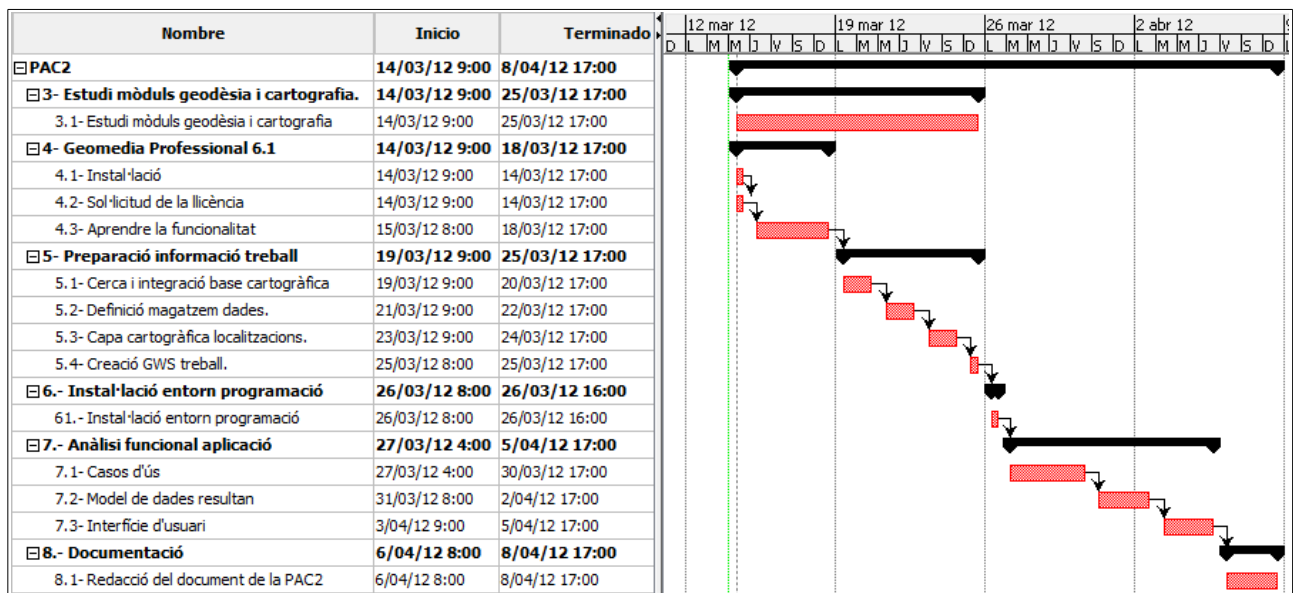 Nombre Inicio Terminado 12 mar 12 19 mar 12 26 mar 12 2 abr 12
D L M M J V S D L M M J V S D L M M J V S D L M M J V S D L
PAC2 14/03/12 9:00 8/04/12 17:00
3- Estudi mòduls geodèsia i cartografia. 14/03/12 9:00 25/03/12 17:00
3.1- Estudi mòduls geodèsia i cartografia 14/03/12 9:00 25/03/12 17:00
4- Geomedia Professional 6.1 14/03/12 9:00 18/03/12 17:00
4.1- Instal·lació 14/03/12 9:00 14/03/12 17:00
4.2- Sol·licitud de la llicència 14/03/12 9:00 14/03/12 17:00
4.3- Aprendre la funcionalitat 15/03/12 8:00 18/03/12 17:00
5- Preparació informació treball 19/03/12 9:00 25/03/12 17:00
5.1- Cerca i integració base cartogràfica 19/03/12 9:00 20/03/12 17:00
5.2- Definició magatzem dades. 21/03/12 9:00 22/03/12 17:00
5.3- Capa cartogràfica localitzacions. 23/03/12 9:00 24/03/12 17:00
5.4- Creació GWS treball. 25/03/12 8:00 25/03/12 17:00
6.- Instal·lació entorn programació 26/03/12 8:00 26/03/12 16:00
61.- Instal·lació entorn programació 26/03/12 8:00 26/03/12 16:00
7.- Anàlisi funcional aplicació 27/03/12 4:00 5/04/12 17:00
7.1- Casos d'ús 27/03/12 4:00 30/03/12 17:00
7.2- Model de dades resultan 31/03/12 8:00 2/04/12 17:00
7.3- Interfície d'usuari 3/04/12 9:00 5/04/12 17:00
8.- Documentació 6/04/12 8:00 8/04/12 17:00
8.1- Redacció del document de la PAC2 6/04/12 8:00 8/04/12 17:00